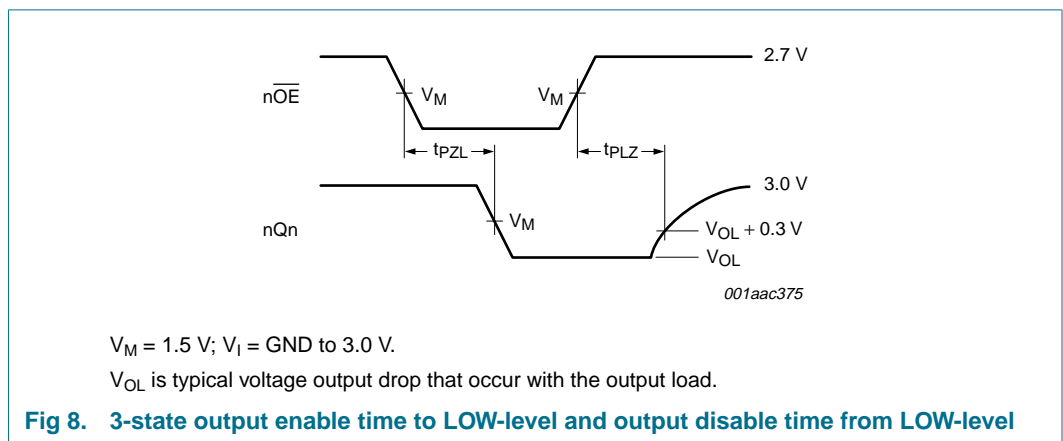 2.7 V
nOE
VM
VM
tPZL
tPLZ
3.0 V
nQn
VM
VOL + 0.3 V
VOL
001aac375
VM = 1.5 V; VI = GND to 3.0 V.
VOL is typical voltage output drop that occur with the output load.
Fig 8. 3-state output enable time to LOW-level and output disable time from LOW-level